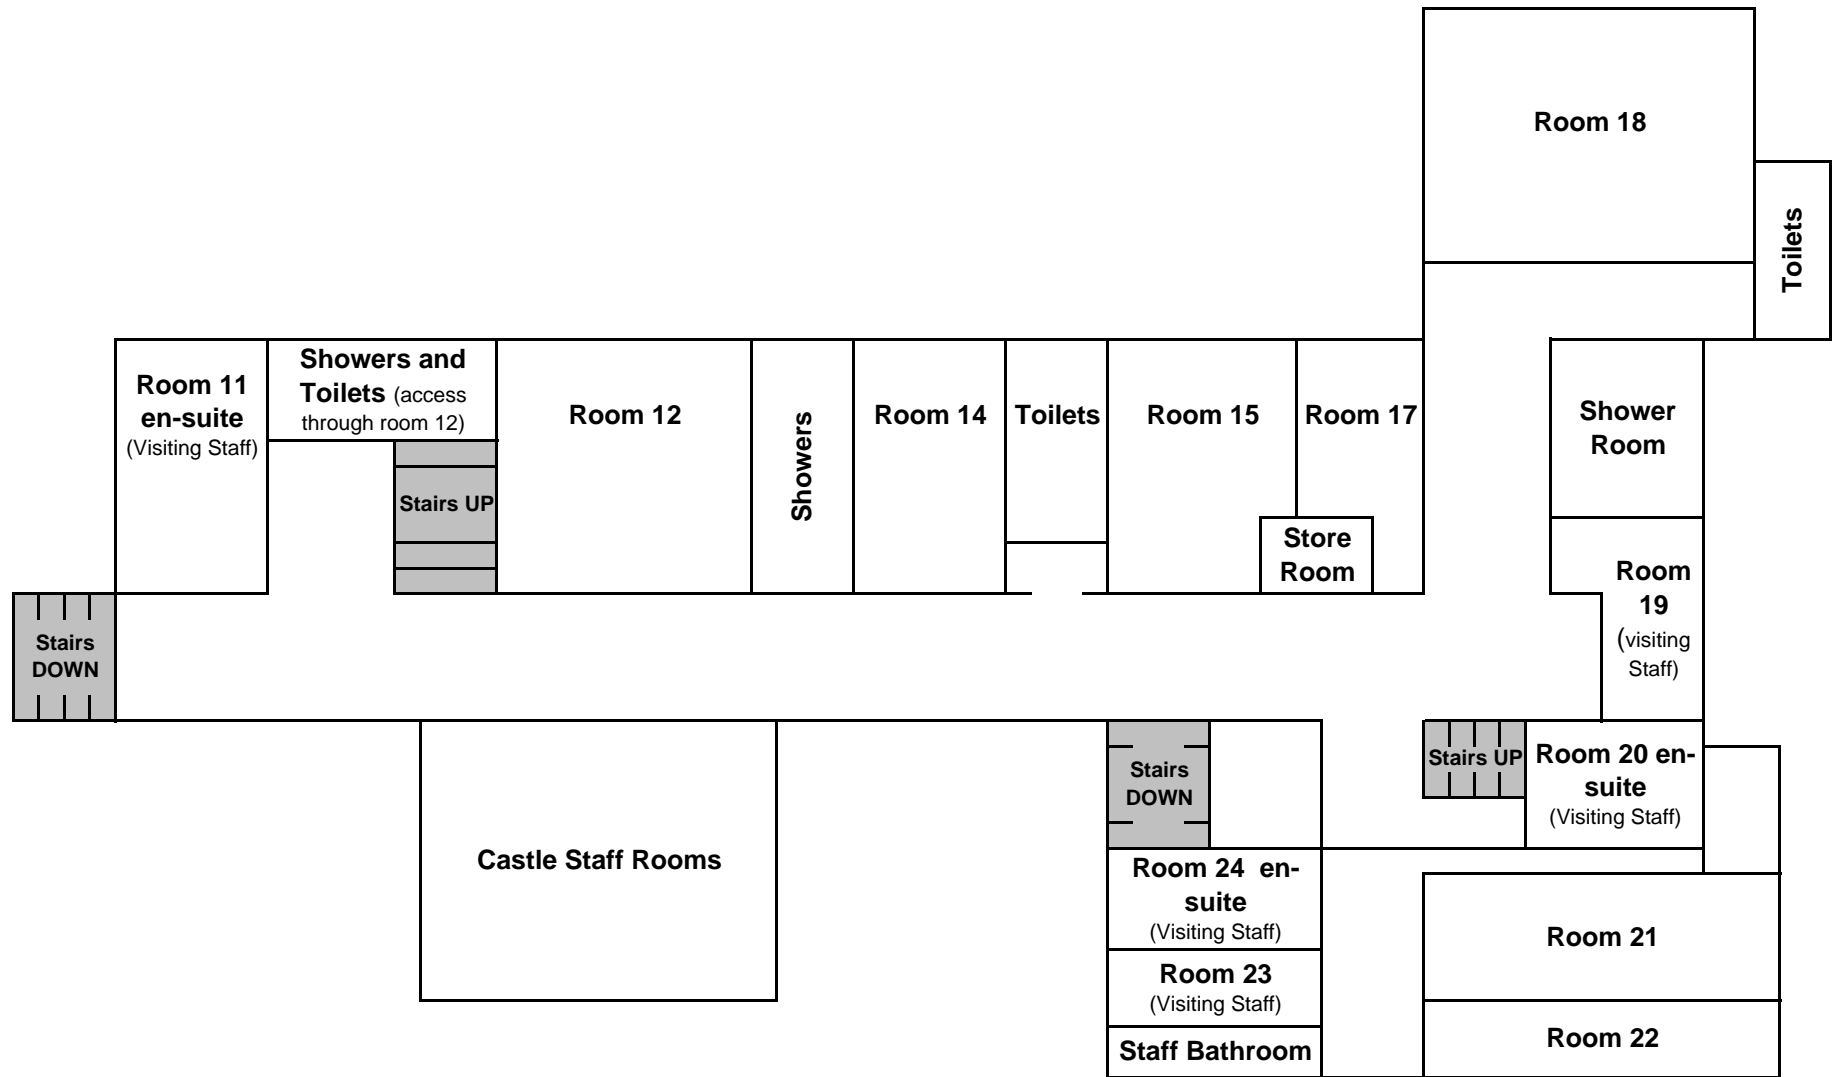 Room 18
Toilets
Room 11
en-suite
(Visiting Staff)
Showers and
Toilets (access
through room 12)
Stairs UP
Room 12
Showers
Room 14
Toilets
Room 15
Room 17
Store
Room
Shower
Room
Room
19
(visiting
Staff)
Stairs
DOWN
Castle Staff Rooms
Stairs
DOWN
Stairs UP
Room 20 en-
suite
(Visiting Staff)
Room 24 en-
suite
(Visiting Staff)
Room 23
(Visiting Staff)
Staff Bathroom
Room 21
Room 22